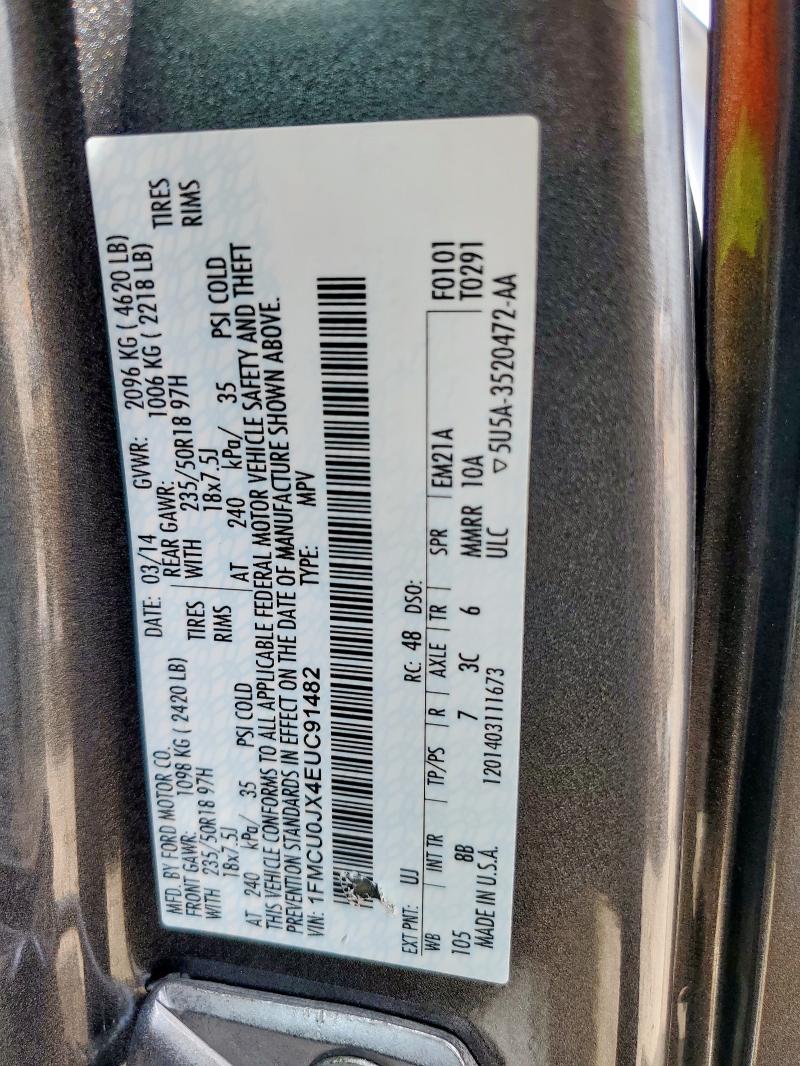 MFD. BY FORD MOTOR CO.
DATE: 03/14 GVWR: 2096 KG ( 4620 LB)
FRONT GAWR: 1098 KG ( 2420 LB) REAR GAWR: 1006 KG ( 2218 LB)
WITH 235/50R18 97H TIRES WITH 235/50R18 97H TIRES
18x7.5J RIMS 18x7.5J RIMS
AT 240 kPa/ 35 PSI COLD AT 240 kPa/ 35 PSI COLD
THIS VEHICLE CONFORMS TO ALL APPLICABLE FEDERAL MOTOR VEHICLE SAFETY AND THEFT
PREVENTION STANDARDS IN EFFECT ON THE DATE OF MANUFACTURE SHOWN ABOVE.
VIN: 1FMCU0JX4EUC91482 TYPE: MPV
EXT PNT: UJ RC: 48 DSO: F0101
WB INT TR TP/PS R AXLE TR SPR EM21A T0291
105 8B 7 3C 6 MMRR 10A
MADE IN U.S.A. 1201403111673 ULC ▽5U5A-3520472-AA